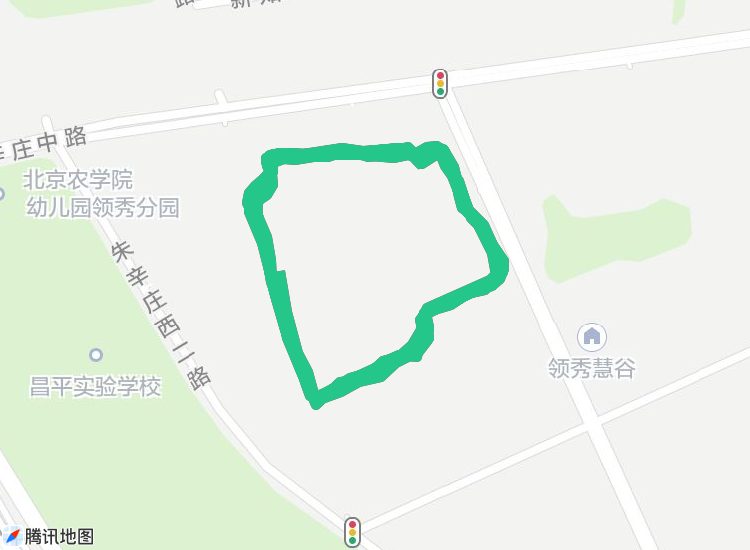 辛庄中路
北京农学院
幼儿园领秀分园
朱辛庄西二路
领秀慧谷
昌平实验学校
腾讯地图